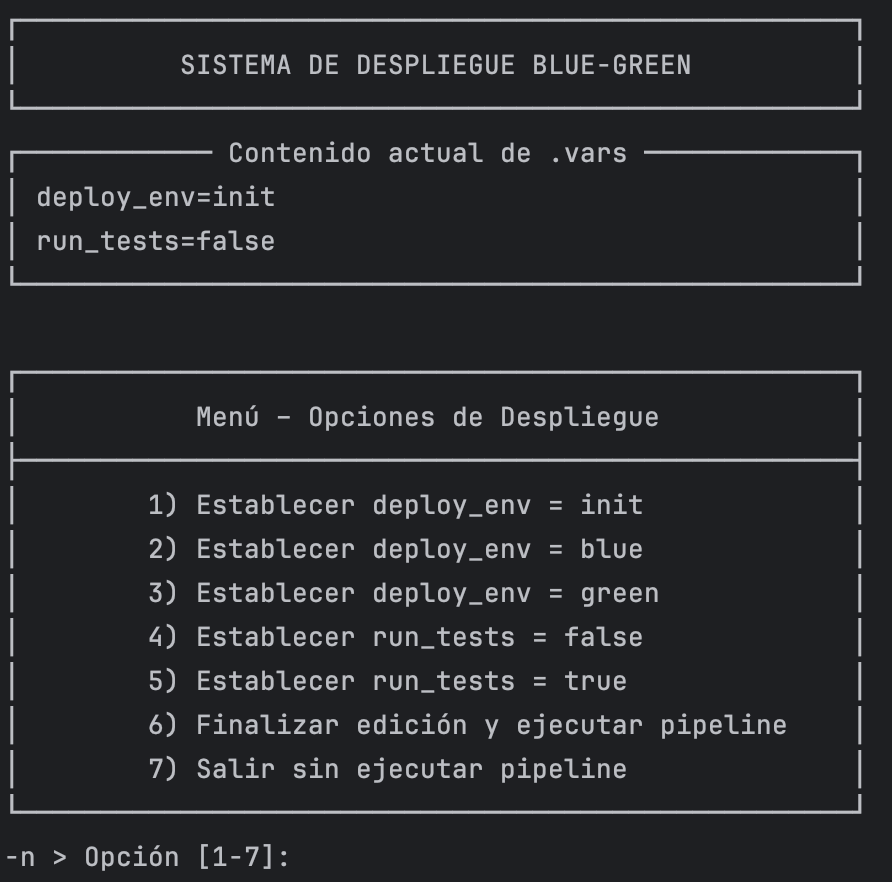 SISTEMA DE DESPLIEGUE BLUE-GREEN
Contenido actual de .vars
deploy_env=init
run_tests=false
Menú - Opciones de Despliegue
1) Establecer deploy_env = init
2) Establecer deploy_env = blue
3) Establecer deploy_env = green
4) Establecer run_tests = false
5) Establecer run_tests = true
6) Finalizar edición y ejecutar pipeline
7) Salir sin ejecutar pipeline
-n > Opción [1-7]: